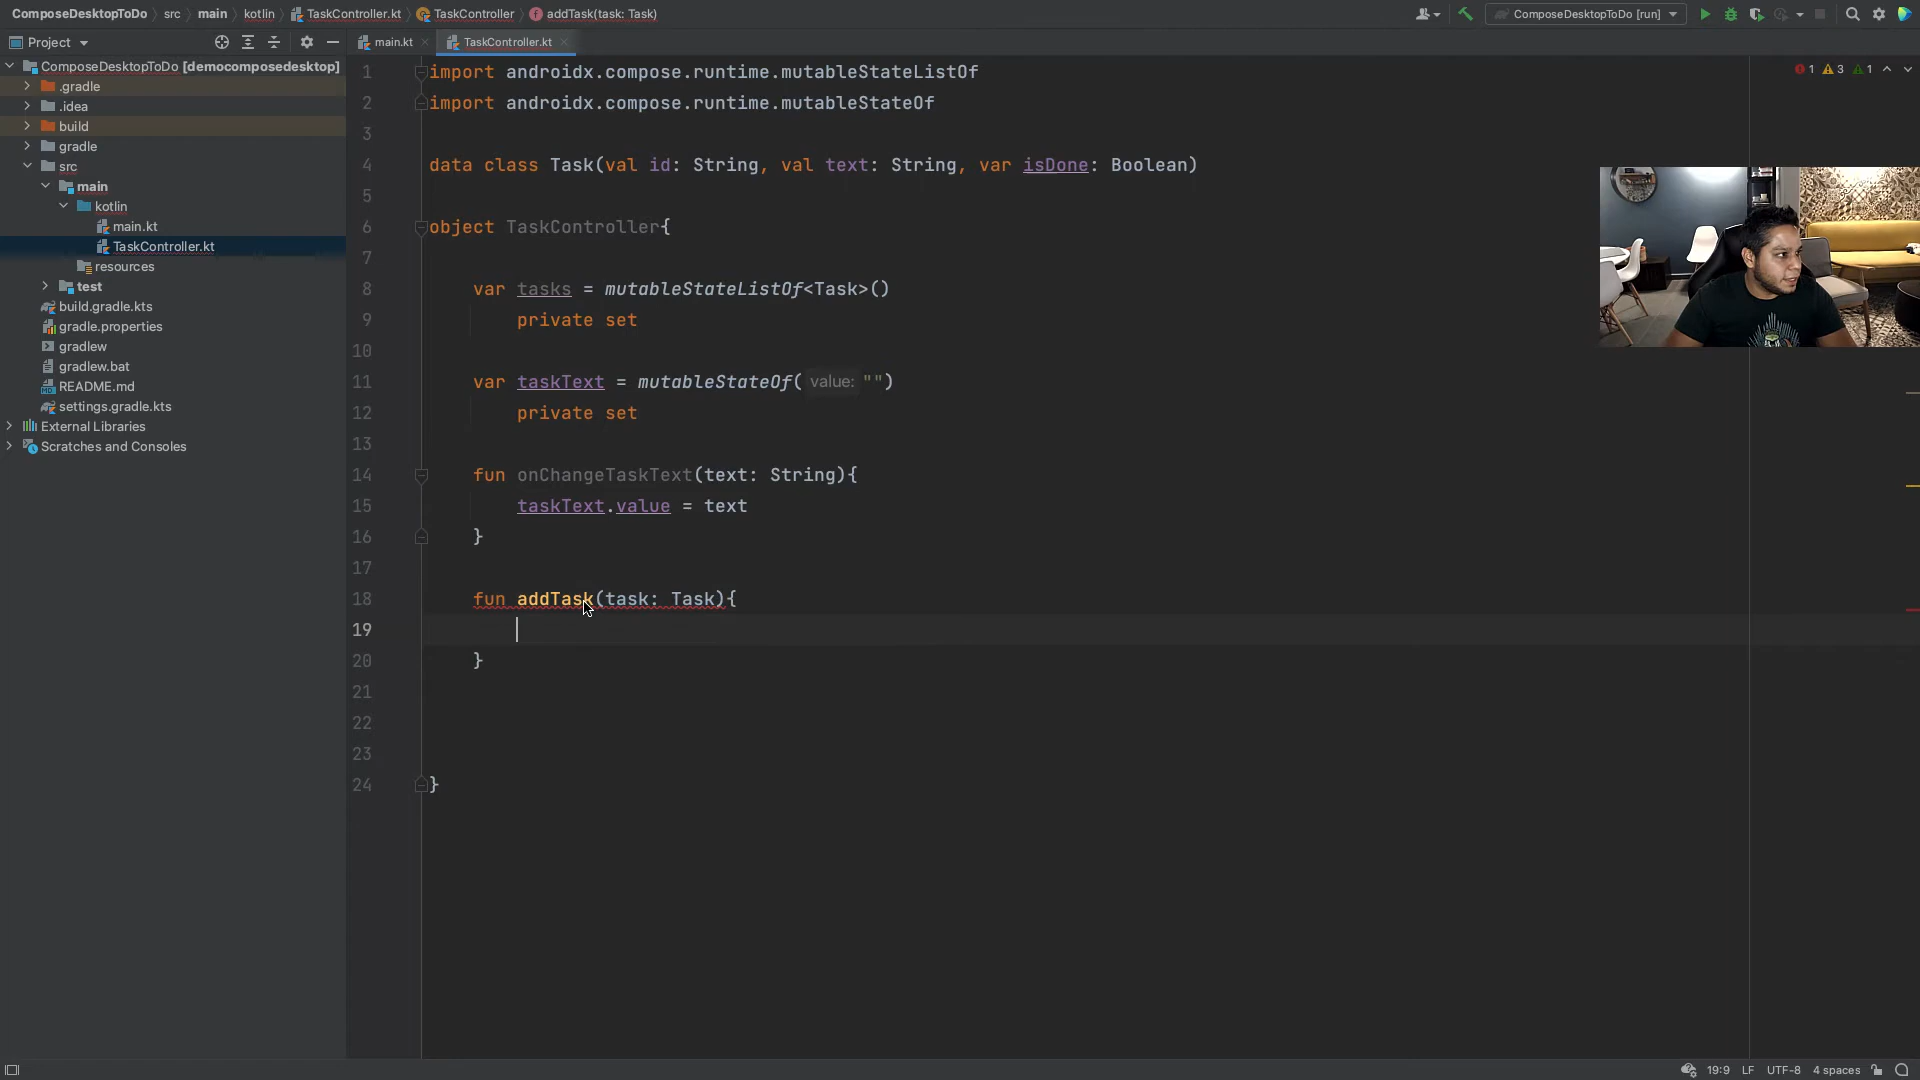 ComposeDesktopToDo > src > main > kotlin > TaskController.kt > TaskController > addTask(task: Task)
ComposeDesktopToDo [run]
Project
main.kt
TaskController.kt
ComposeDesktopToDo [democomposedesktop]
.gradle
.idea
build
gradle
src
main
kotlin
main.kt
TaskController.kt
resources
test
build.gradle.kts
gradle.properties
gradlew
gradlew.bat
README.md
settings.gradle.kts
External Libraries
Scratches and Consoles
1 3 1
1 import androidx.compose.runtime.mutableStateListOf
2 import androidx.compose.runtime.mutableStateOf
3
4 data class Task(val id: String, val text: String, var isDone: Boolean)
5
6 object TaskController{
7
8 var tasks = mutableStateListOf<Task>()
9 private set
10
11 var taskText = mutableStateOf( value: "")
12 private set
13
14 fun onChangeTaskText(text: String){
15 taskText.value = text
16 }
17
18 fun addTask(task: Task){
19
20 }
21
22
23
24 }
19:9 LF UTF-8 4 spaces